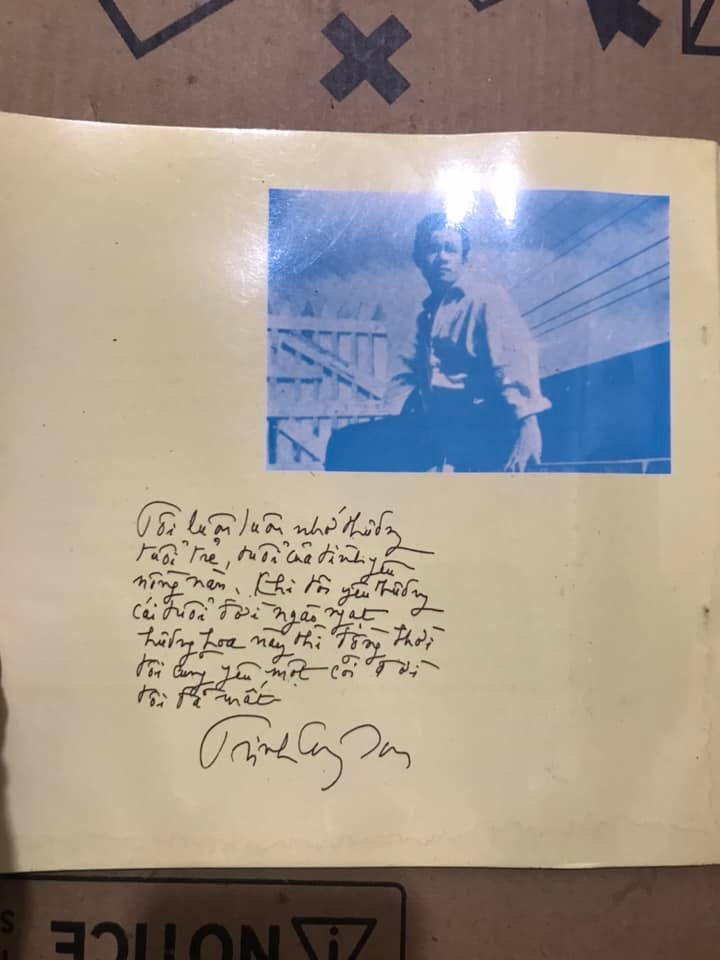 Tôi luôn luôn nhớ thương
tuổi trẻ, tuổi của tình yêu
nồng nàn. Khi tôi yêu thương
cái tuổi đời ngào ngạt
hương hoa này thì đồng thời
tôi cũng yêu một cõi đời
tôi đã mất
Trịnh Công Sơn
NOTICE